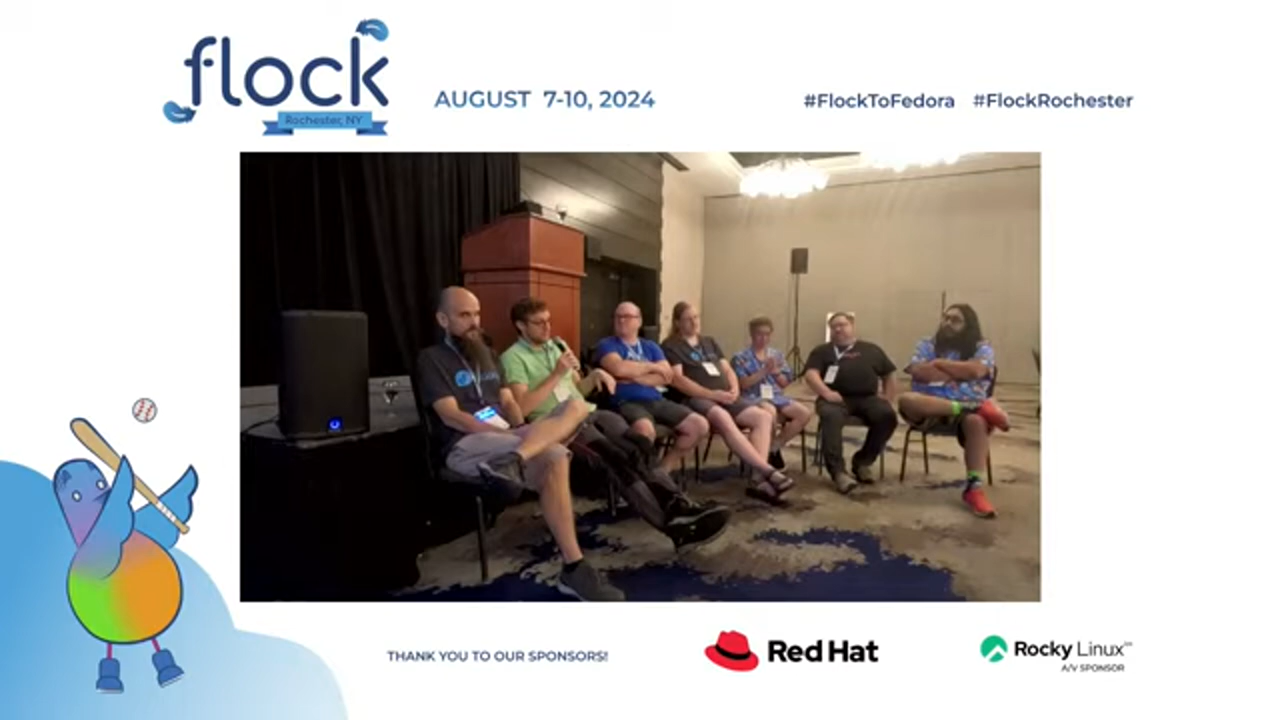 flock
Rochester, NY
AUGUST 7-10, 2024
#FlockToFedora #FlockRochester
THANK YOU TO OUR SPONSORS!
Red Hat
Rocky Linux
A/V SPONSOR